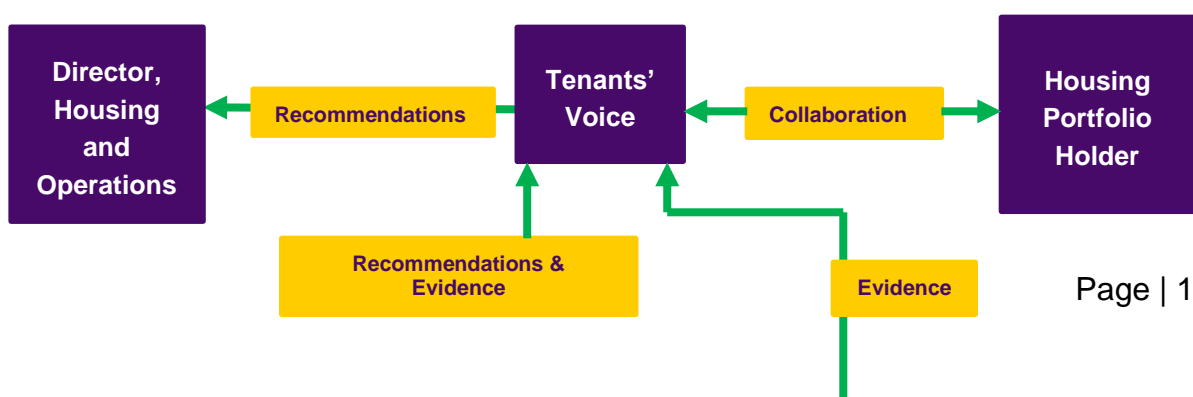 Director,
Housing
and
Operations
Recommendations
Tenants’
Voice
Collaboration
Housing
Portfolio
Holder
Recommendations &
Evidence
Evidence
Page | 1